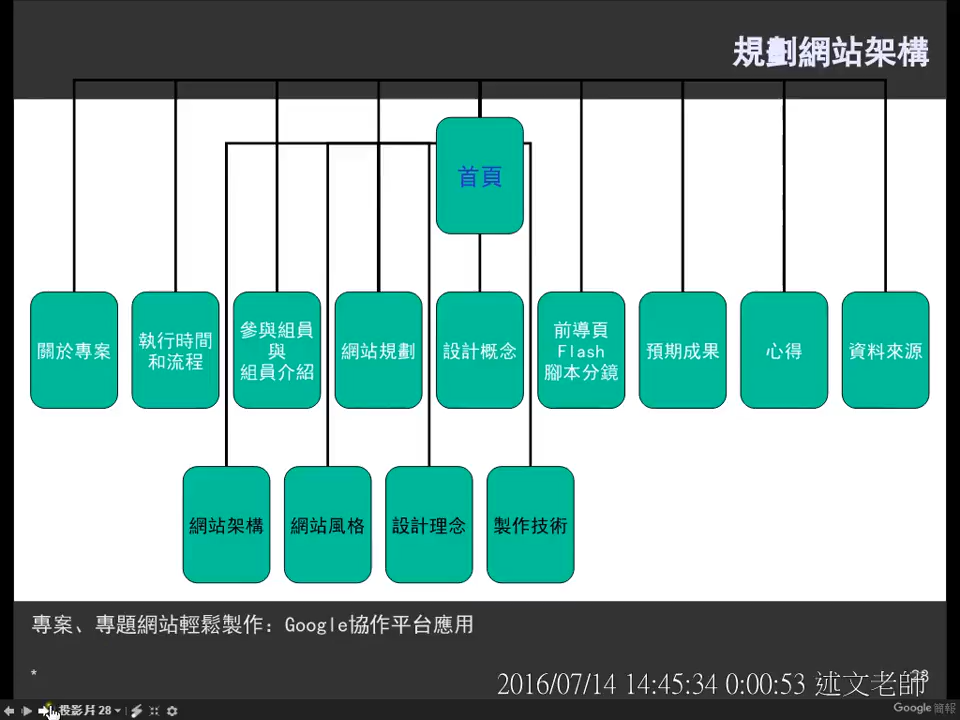 規劃網站架構
首頁
關於專案
執行時間
和流程
參與組員
與
組員介紹
網站規劃
設計概念
前導頁
Flash
腳本分鏡
預期成果
心得
資料來源
網站架構
網站風格
設計理念
製作技術
專案、專題網站輕鬆製作：Google協作平台應用
*
28
2016/07/14 14:45:34 0:00:53 述文老師
投影片 28
Google 簡報